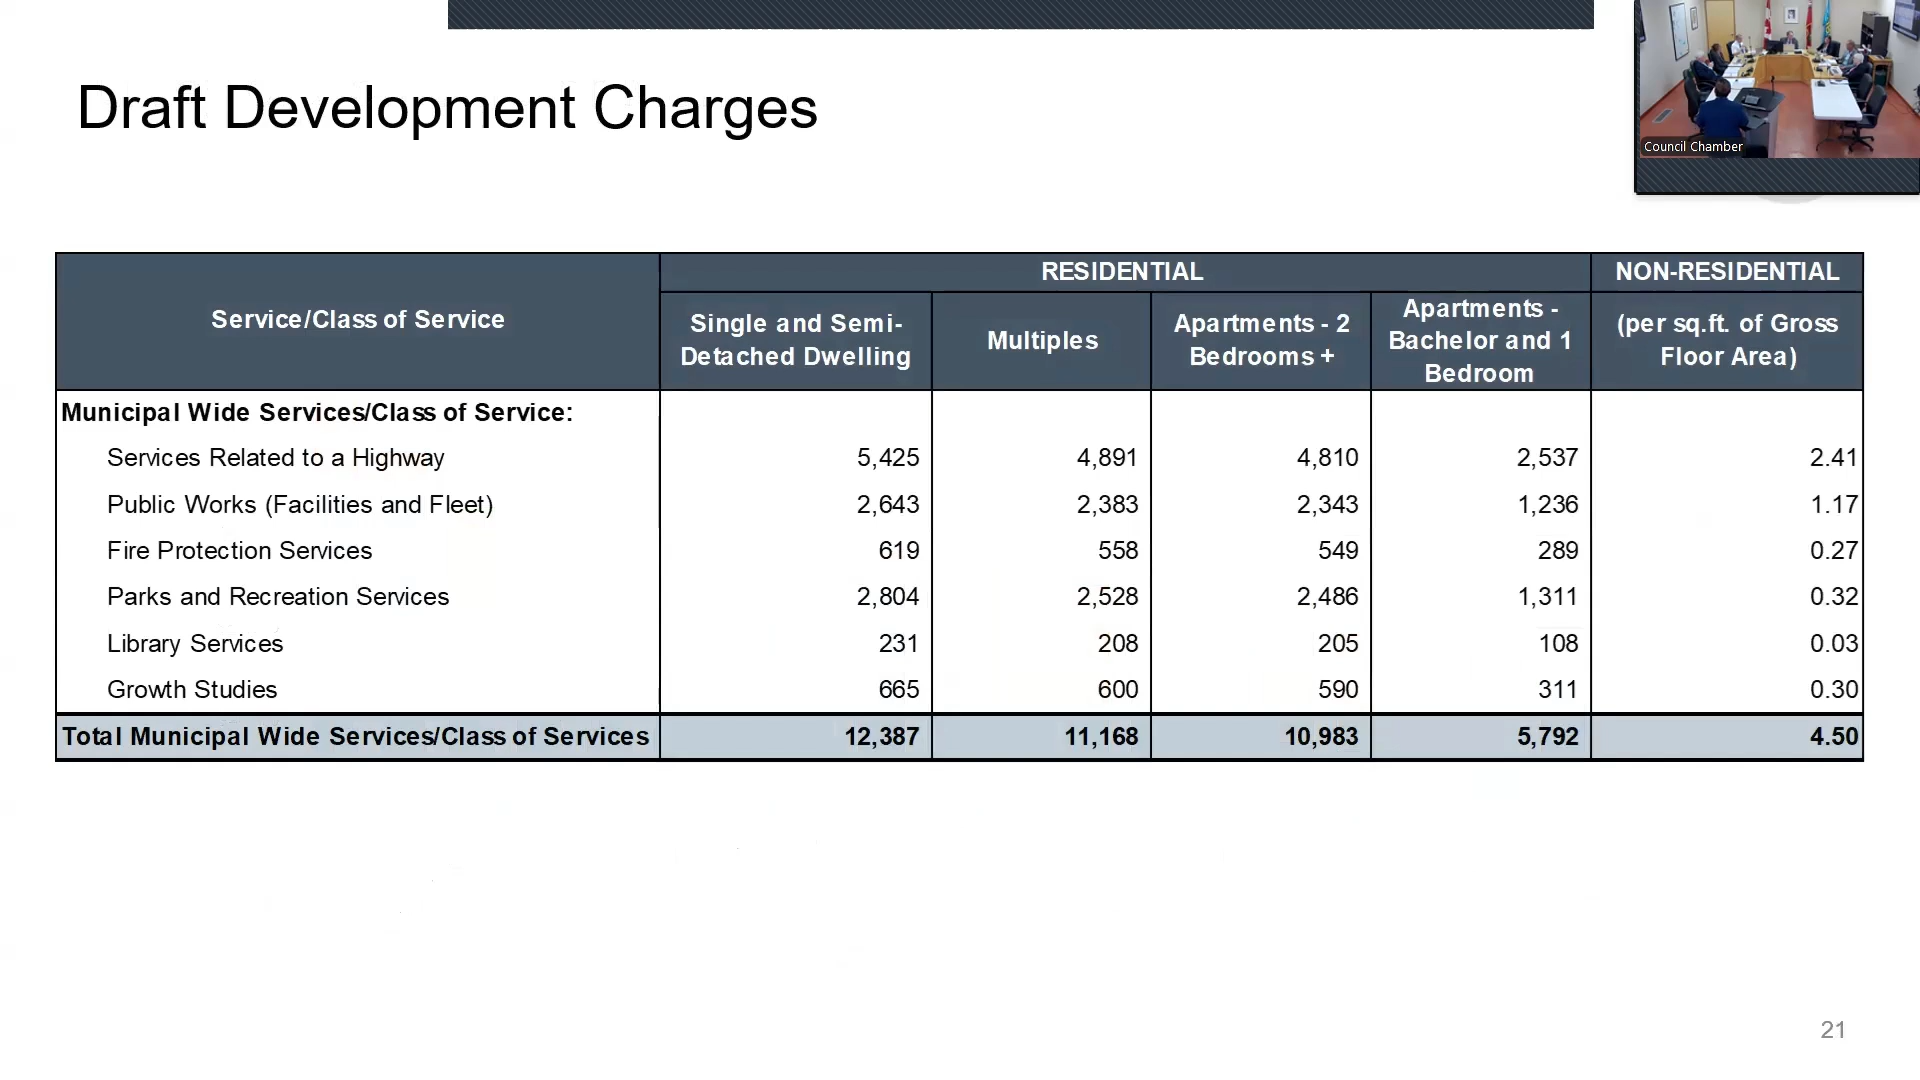 Draft Development Charges
Council Chamber
Service/Class of Service
RESIDENTIAL
NON-RESIDENTIAL
Single and Semi-
Detached Dwelling
Multiples
Apartments - 2
Bedrooms +
Apartments -
Bachelor and 1
Bedroom
(per sq.ft. of Gross
Floor Area)
Municipal Wide Services/Class of Service:
Services Related to a Highway 5,425 4,891 4,810 2,537 2.41
Public Works (Facilities and Fleet) 2,643 2,383 2,343 1,236 1.17
Fire Protection Services 619 558 549 289 0.27
Parks and Recreation Services 2,804 2,528 2,486 1,311 0.32
Library Services 231 208 205 108 0.03
Growth Studies 665 600 590 311 0.30
Total Municipal Wide Services/Class of Services 12,387 11,168 10,983 5,792 4.50
21